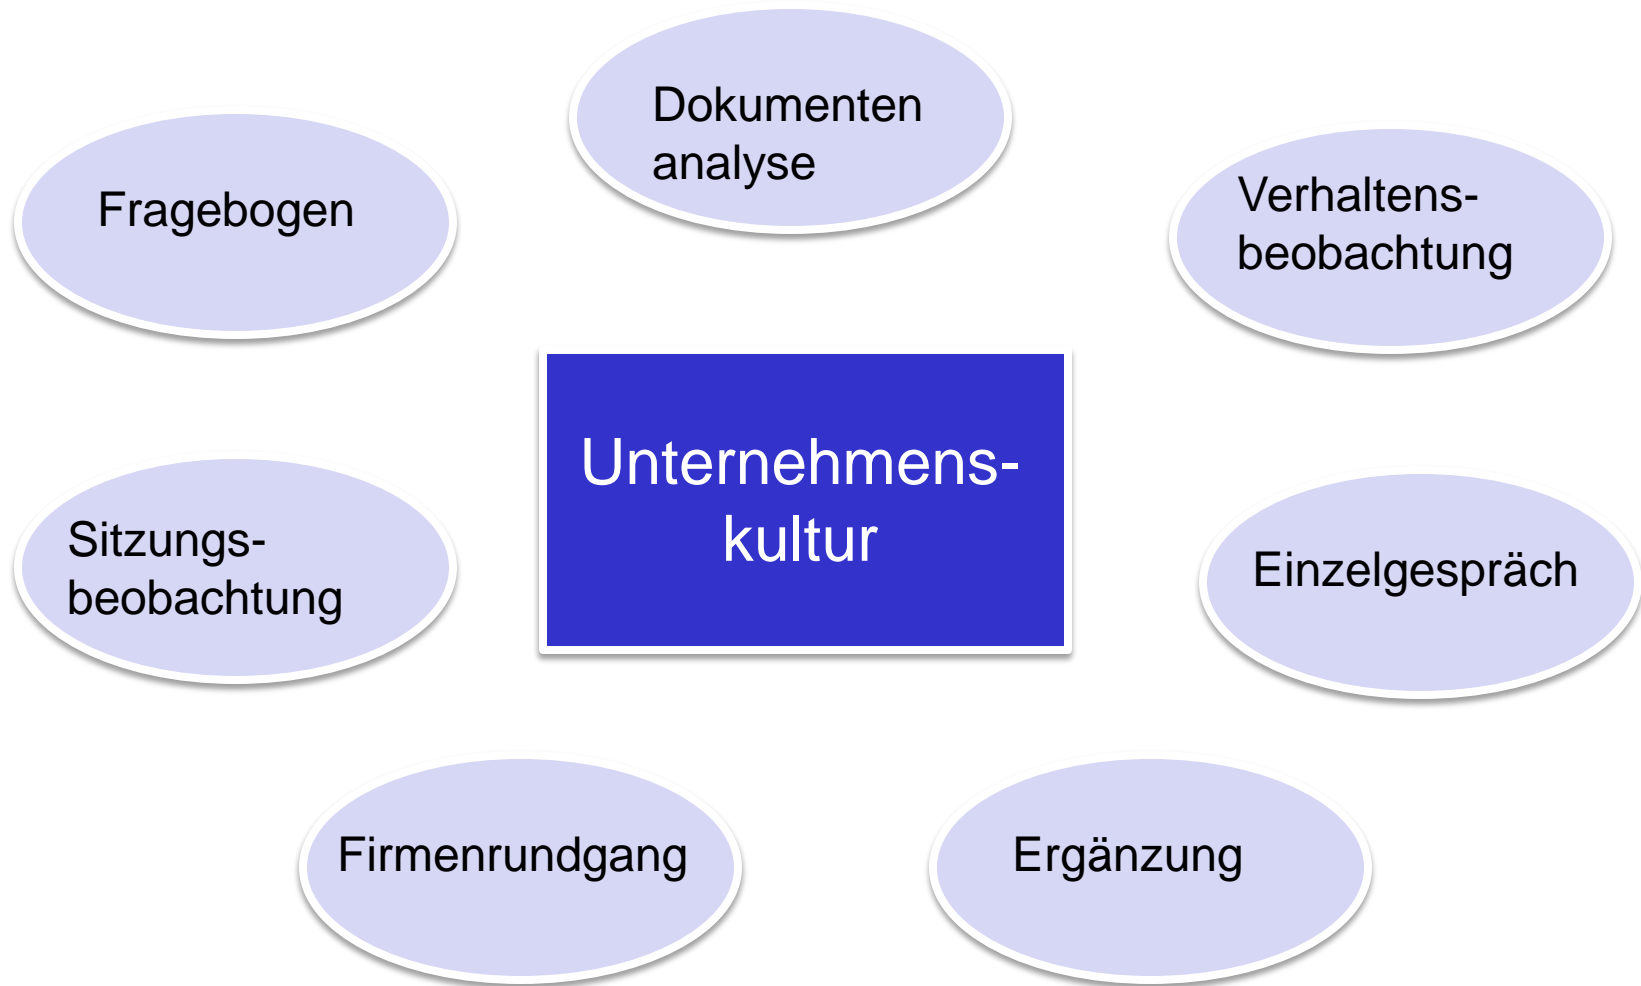 Dokumenten
analyse
Fragebogen
Verhaltens-
beobachtung
Unternehmens-
kultur
Sitzungs-
beobachtung
Einzelgespräch
Firmenrundgang
Ergänzung